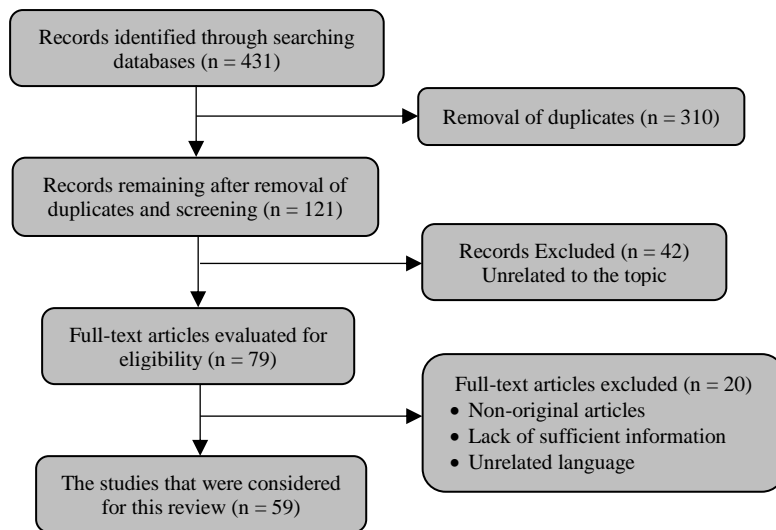 Records identified through searching
databases (n = 431)
Removal of duplicates (n = 310)
Records remaining after removal of
duplicates and screening (n = 121)
Records Excluded (n = 42)
Unrelated to the topic
Full-text articles evaluated for
eligibility (n = 79)
Full-text articles excluded (n = 20)
• Non-original articles
• Lack of sufficient information
• Unrelated language
The studies that were considered
for this review (n = 59)